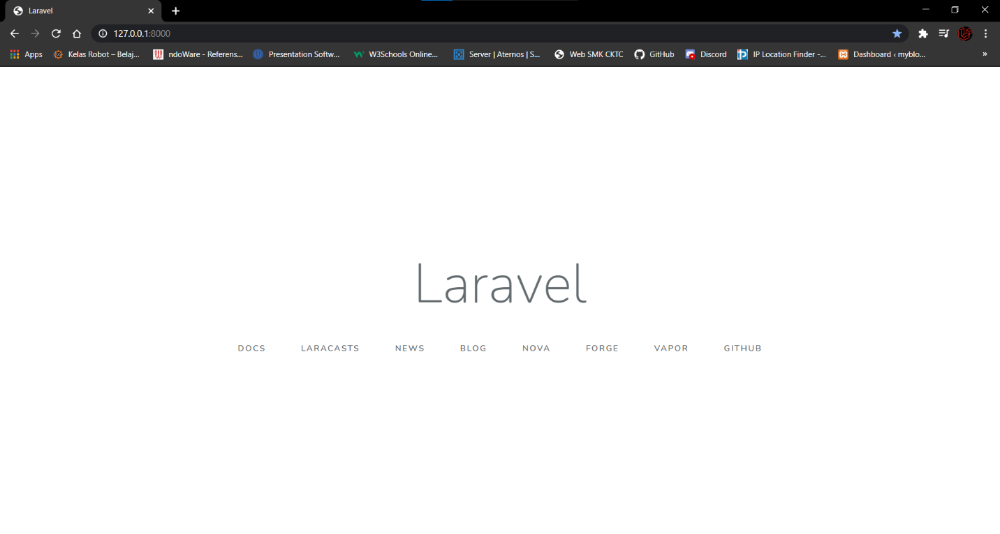 Laravel
127.0.0.1:8000
Apps Kelas Robot – Belaj... ndoWare - Referens... Presentation Softw... W3Schools Online... Server | Aternos | S... Web SMK CKTC GitHub Discord IP Location Finder -... Dashboard ‹ myblo... »
Laravel
DOCS LARACASTS NEWS BLOG NOVA FORGE VAPOR GITHUB